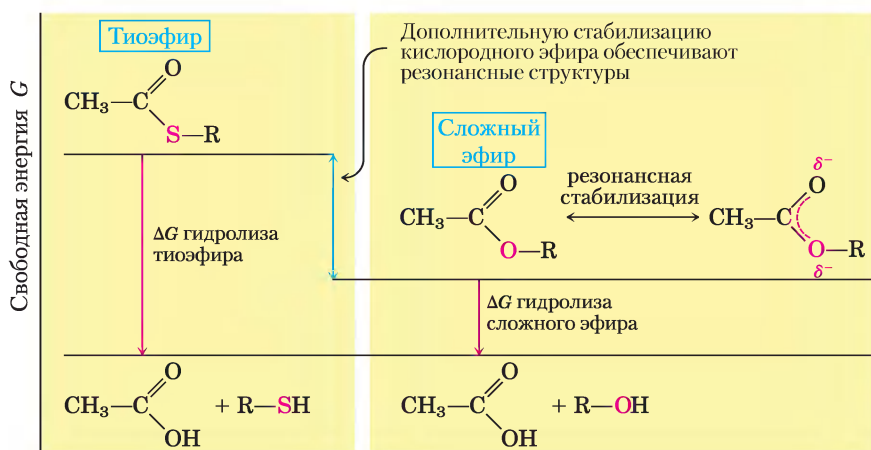 Свободная энергия G
Тиоэфир
O
CH₃—C
S—R
ΔG гидролиза
тиоэфира
Дополнительную стабилизацию
кислородного эфира обеспечивают
резонансные структуры
Сложный
эфир
O
CH₃—C
O—R
резонансная
стабилизация
δ⁻
O
CH₃—C
O—R
δ⁻
ΔG гидролиза
сложного эфира
O
CH₃—C
OH
+ R—SH
O
CH₃—C
OH
+ R—OH